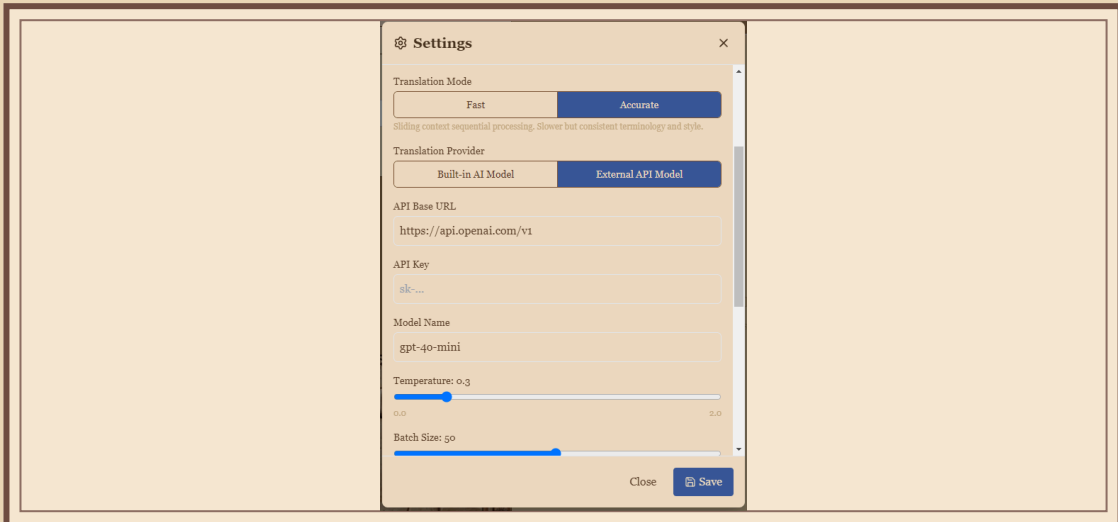 Settings
Translation Mode
Fast
Accurate
Sliding context sequential processing. Slower but consistent terminology and style.
Translation Provider
Built-in AI Model
External API Model
API Base URL
https://api.openai.com/v1
API Key
sk-...
Model Name
gpt-4o-mini
Temperature: 0.3
0.0
2.0
Batch Size: 50
Close
Save